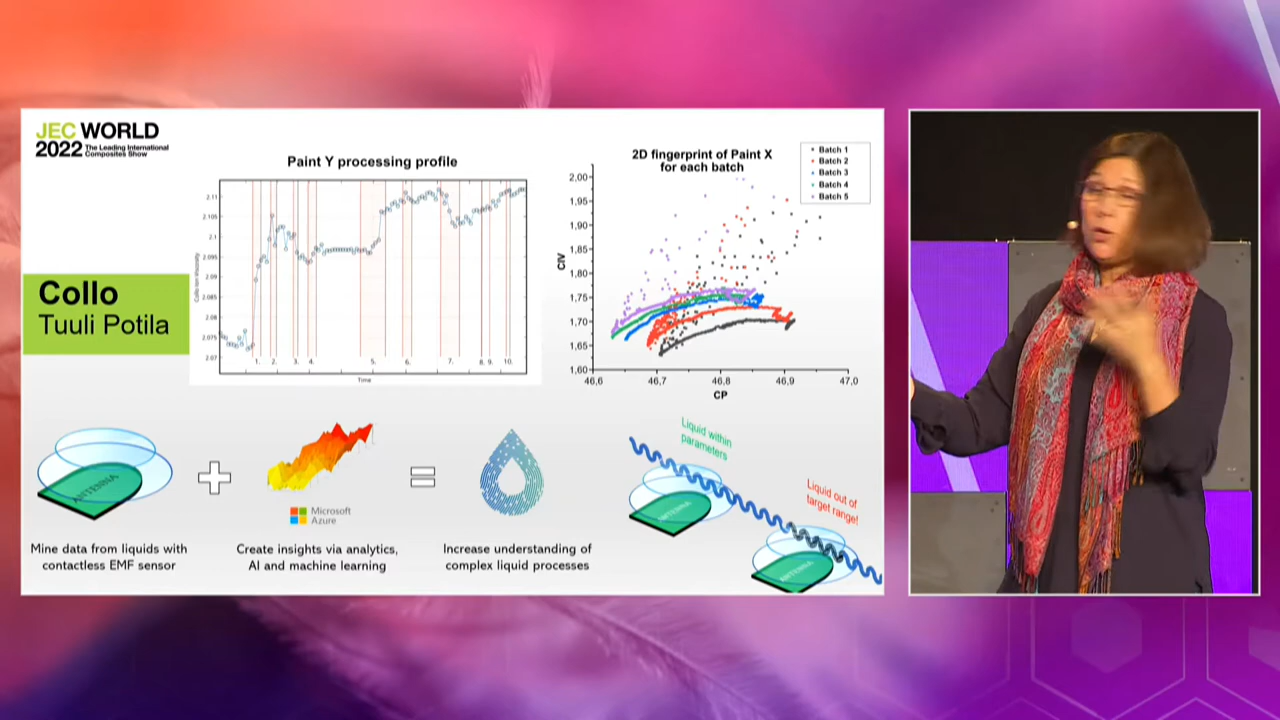 JEC WORLD
2022 The Leading International
Composites Show
Paint Y processing profile
2.11
2.105
2.1
2.095
2.09
2.085
2.08
2.075
2.07
1. 2. 3. 4. 5. 6. 7. 8. 9. 10.
Time
2D fingerprint of Paint X
for each batch
Batch 1
Batch 2
Batch 3
Batch 4
Batch 5
CIV
2,00
1,95
1,90
1,85
1,80
1,75
1,70
1,65
1,60
46,6 46,7 46,8 46,9 47,0
CP
Collo
Tuuli Potila
ANTENNA
Microsoft
Azure
Mine data from liquids with
contactless EMF sensor
Create insights via analytics,
AI and machine learning
Increase understanding of
complex liquid processes
Liquid within
parameters
ANTENNA
Liquid out of
target range!
ANTENNA